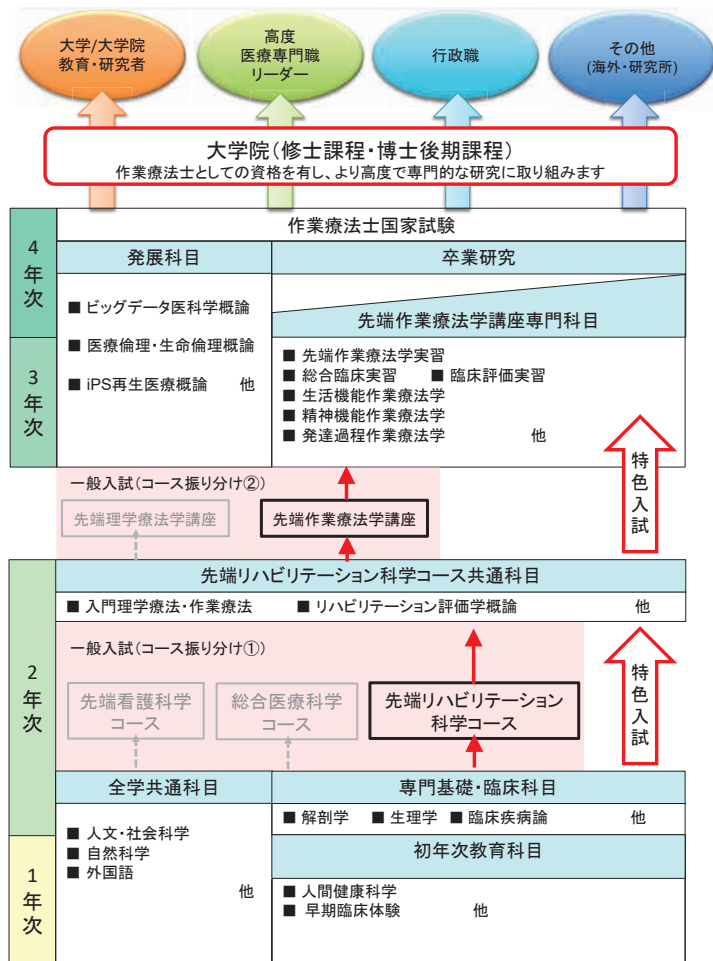 大学/大学院
教育・研究者
高度
医療専門職
リーダー
行政職
その他
(海外・研究所)
大学院(修士課程・博士後期課程)
作業療法士としての資格を有し、より高度で専門的な研究に取り組みます
4年次
作業療法士国家試験
発展科目
卒業研究
■ ビッグデータ医科学概論
■ 医療倫理・生命倫理概論
■ iPS再生医療概論 他
先端作業療法学講座専門科目
3年次
■ 先端作業療法学実習
■ 総合臨床実習 ■ 臨床評価実習
■ 生活機能作業療法学
■ 精神機能作業療法学
■ 発達過程作業療法学 他
特色入試
一般入試(コース振り分け②)
先端理学療法学講座
先端作業療法学講座
2年次
先端リハビリテーション科学コース共通科目
■ 入門理学療法・作業療法 ■ リハビリテーション評価学概論 他
一般入試(コース振り分け①)
先端看護科学
コース
総合医療科学
コース
先端リハビリテーション
科学コース
特色入試
全学共通科目
専門基礎・臨床科目
■ 人文・社会科学
■ 自然科学
■ 外国語
他
■ 解剖学 ■ 生理学 ■ 臨床疾病論 他
1年次
初年次教育科目
■ 人間健康科学
■ 早期臨床体験 他